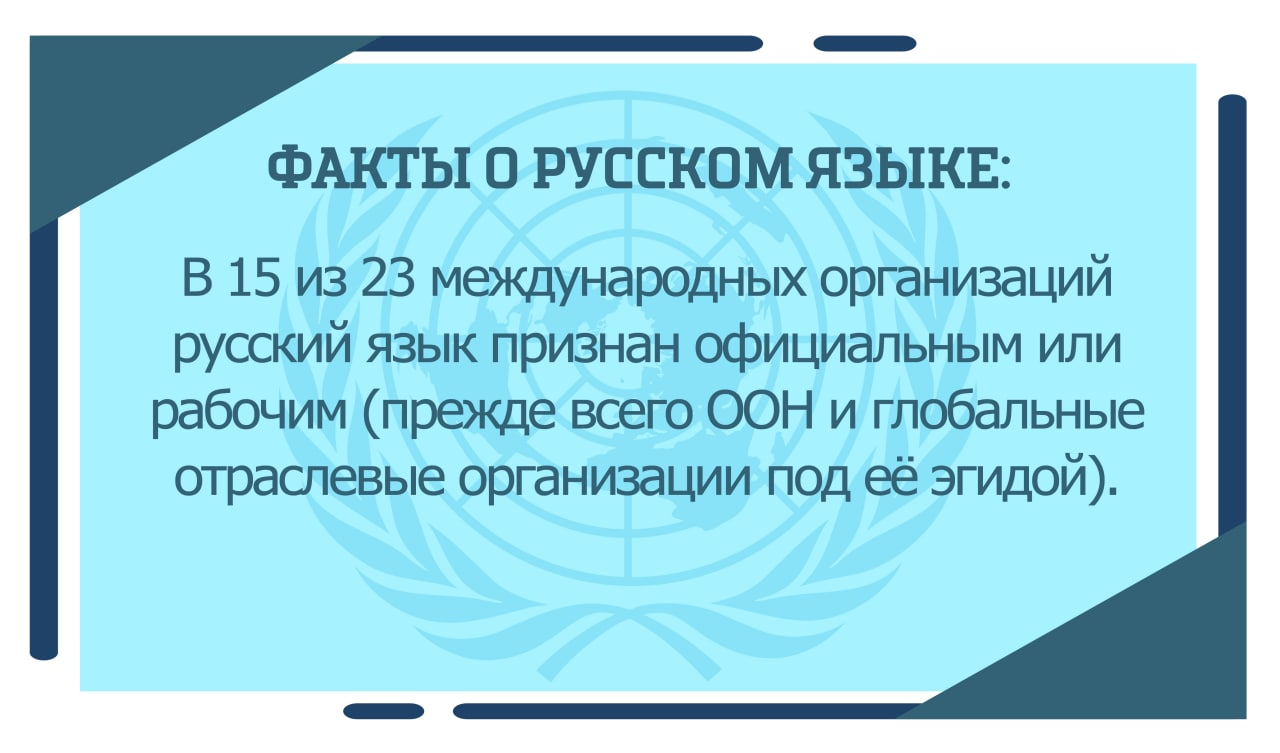 ФАКТЫ О РУССКОМ ЯЗЫКЕ:
В 15 из 23 международных организаций
русский язык признан официальным или
рабочим (прежде всего ООН и глобальные
отраслевые организации под её эгидой).